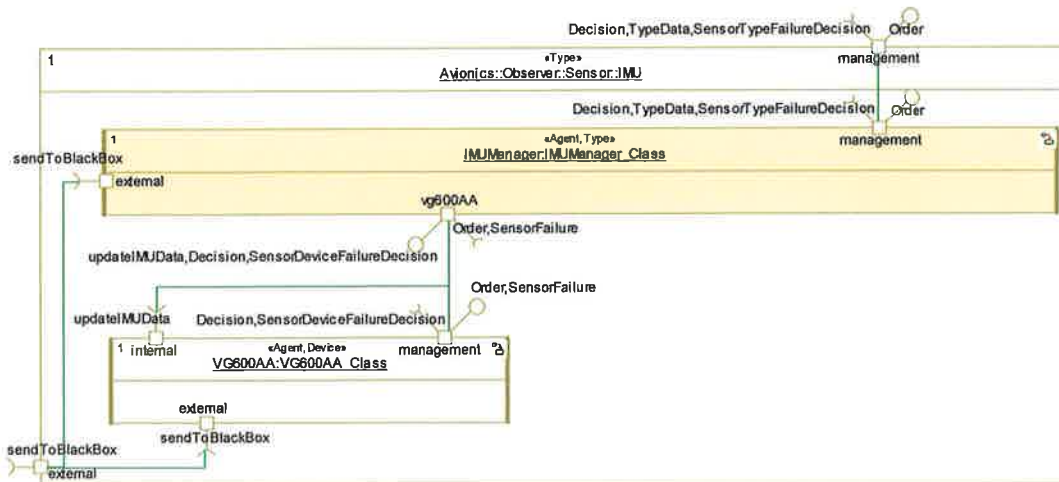 Decision,TypeData,SensorTypeFailureDecision Order
1 «Type» management
Avionics::Observer::Sensor::IMU
Decision,TypeData,SensorTypeFailureDecision Order
1 «Agent,Type» management
sendToBlackBox IMUManager:IMUManager_Class
external
vg600AA
Order,SensorFailure
updateIMUData,Decision,SensorDeviceFailureDecision
Order,SensorFailure
updateIMUData Decision,SensorDeviceFailureDecision
1 internal «Agent,Device» management
VG600AA:VG600AA_Class
external
sendToBlackBox
sendToBlackBox
external